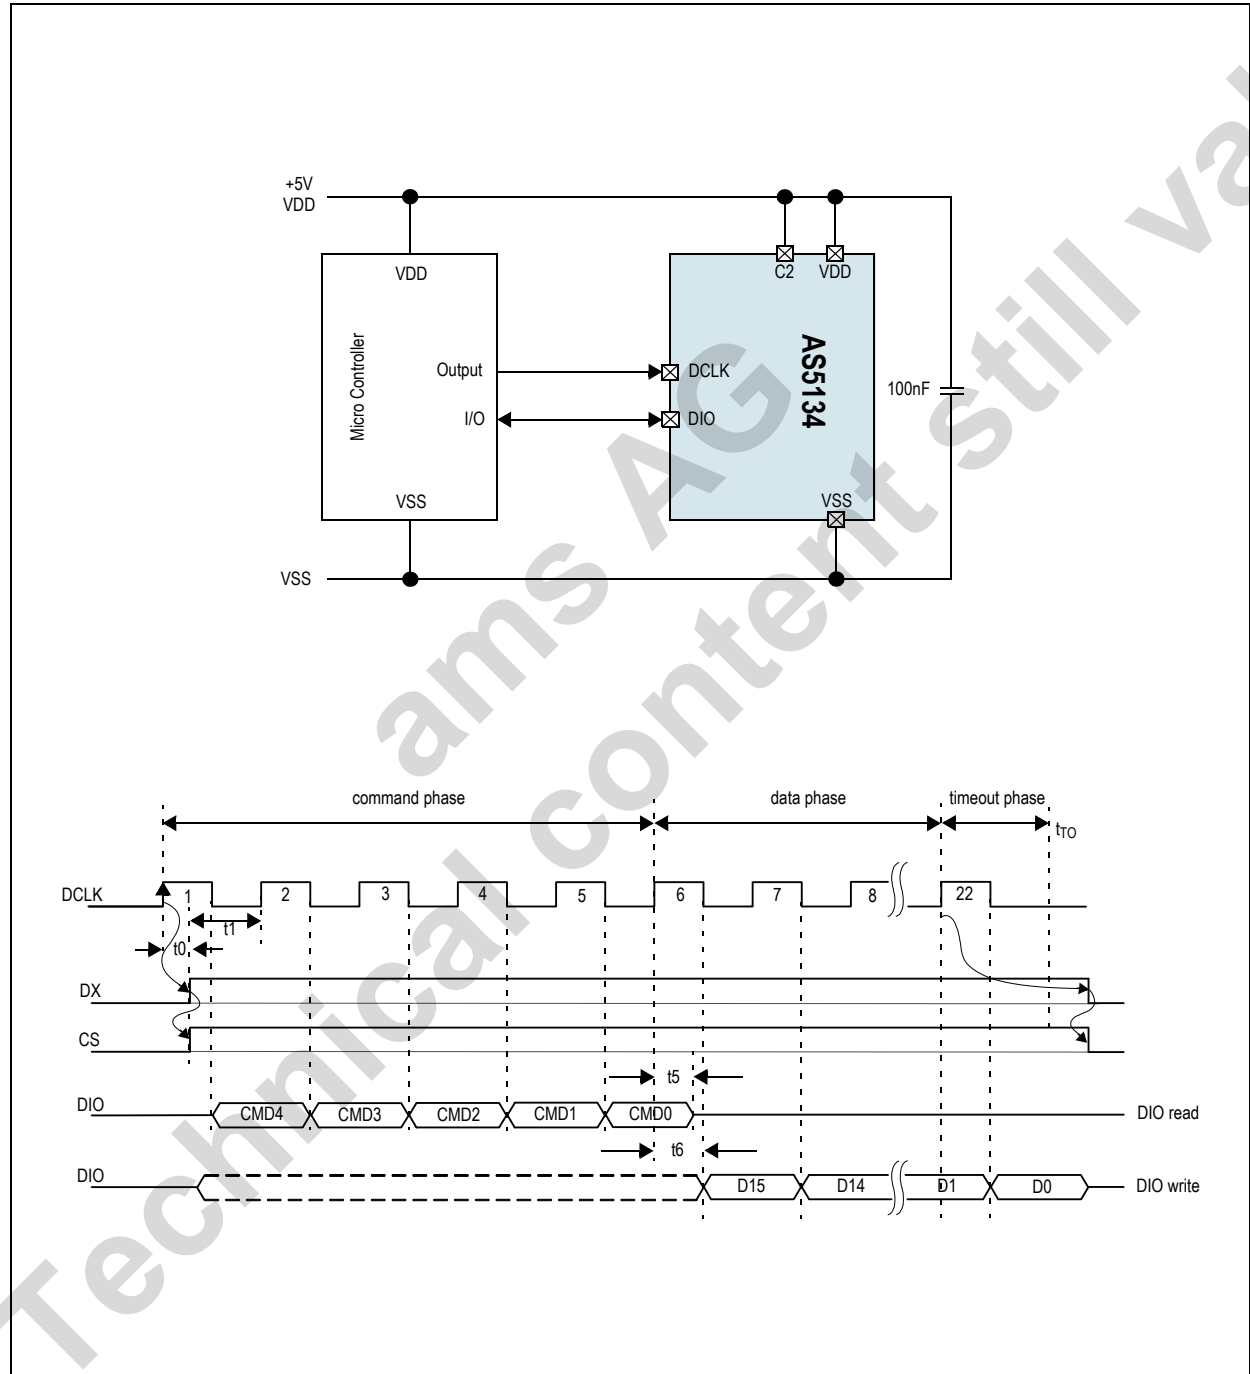 +5V
VDD
VDD
C2 VDD
Micro Controller
AS5134
Output
DCLK
100nF
I/O
DIO
VSS
VSS
VSS
ams AG
Technical content still val
command phase data phase timeout phase
tTO
DCLK 1 2 3 4 5 6 7 8 22
t1
t0
DX
CS
t5
DIO CMD4 CMD3 CMD2 CMD1 CMD0 DIO read
t6
DIO D15 D14 D1 D0 DIO write